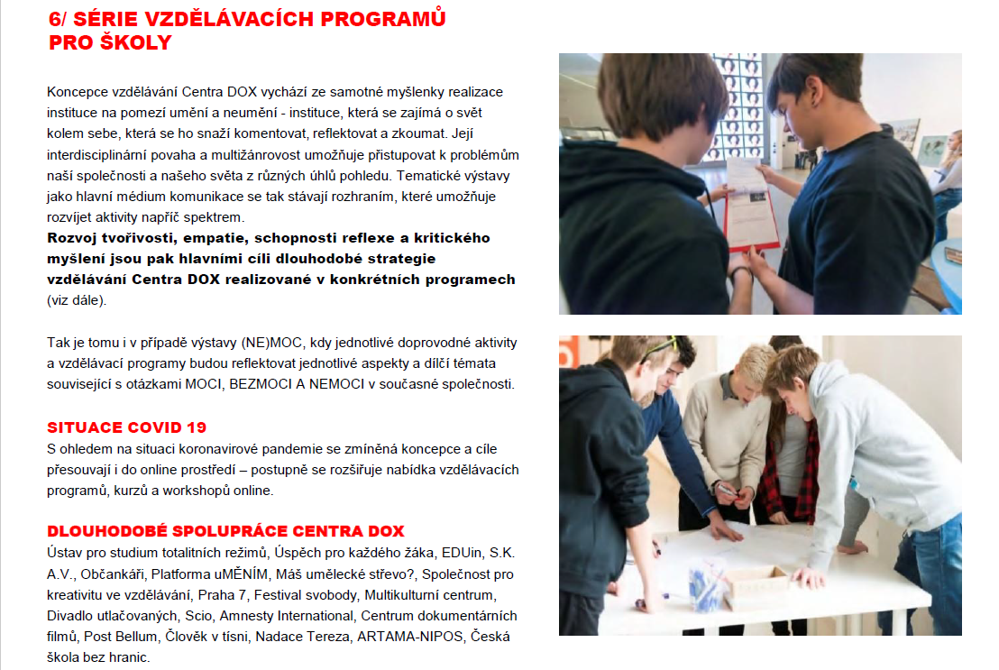 6/ SÉRIE VZDĚLÁVACÍCH PROGRAMŮ
PRO ŠKOLY
Koncepce vzdělávání Centra DOX vychází ze samotné myšlenky realizace
instituce na pomezí umění a neumění - instituce, která se zajímá o svět
kolem sebe, která se ho snaží komentovat, reflektovat a zkoumat. Její
interdisciplinární povaha a multižánrovost umožňuje přistupovat k problémům
naší společnosti a našeho světa z různých úhlů pohledu. Tematické výstavy
jako hlavní médium komunikace se tak stávají rozhraním, které umožňuje
rozvíjet aktivity napříč spektrem.
Rozvoj tvořivosti, empatie, schopnosti reflexe a kritického
myšlení jsou pak hlavními cíli dlouhodobé strategie
vzdělávání Centra DOX realizované v konkrétních programech
(viz dále).
Tak je tomu i v případě výstavy (NE)MOC, kdy jednotlivé doprovodné aktivity
a vzdělávací programy budou reflektovat jednotlivé aspekty a dílčí témata
související s otázkami MOCI, BEZMOCI A NEMOCI v současné společnosti.
SITUACE COVID 19
S ohledem na situaci koronavirové pandemie se zmíněná koncepce a cíle
přesouvají i do online prostředí – postupně se rozšiřuje nabídka vzdělávacích
programů, kurzů a workshopů online.
DLOUHODOBÉ SPOLUPRÁCE CENTRA DOX
Ústav pro studium totalitních režimů, Úspěch pro každého žáka, EDUin, S.K.
A.V., Občankáři, Platforma uMĚNÍM, Máš umělecké střevo?, Společnost pro
kreativitu ve vzdělávání, Praha 7, Festival svobody, Multikulturní centrum,
Divadlo utlačovaných, Scio, Amnesty International, Centrum dokumentárních
filmů, Post Bellum, Člověk v tísni, Nadace Tereza, ARTAMA-NIPOS, Česká
škola bez hranic.